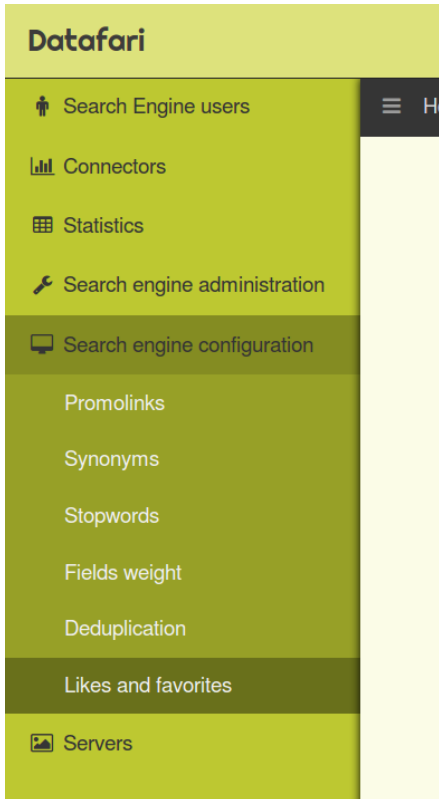 Datafari
Search Engine users
Connectors
Statistics
Search engine administration
Search engine configuration
Promolinks
Synonyms
Stopwords
Fields weight
Deduplication
Likes and favorites
Servers